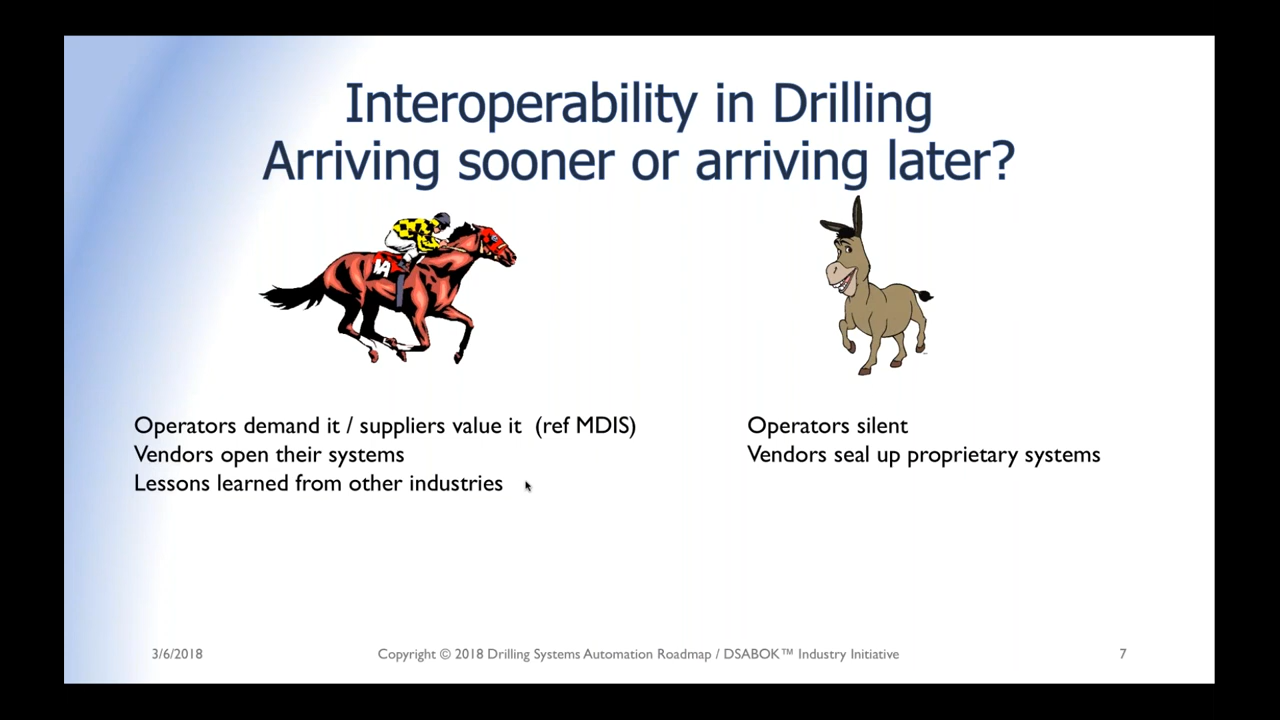 Interoperability in Drilling
Arriving sooner or arriving later?
1A
Operators demand it / suppliers value it (ref MDIS)
Vendors open their systems
Lessons learned from other industries
Operators silent
Vendors seal up proprietary systems
3/6/2018
Copyright © 2018 Drilling Systems Automation Roadmap / DSABOK™ Industry Initiative
7